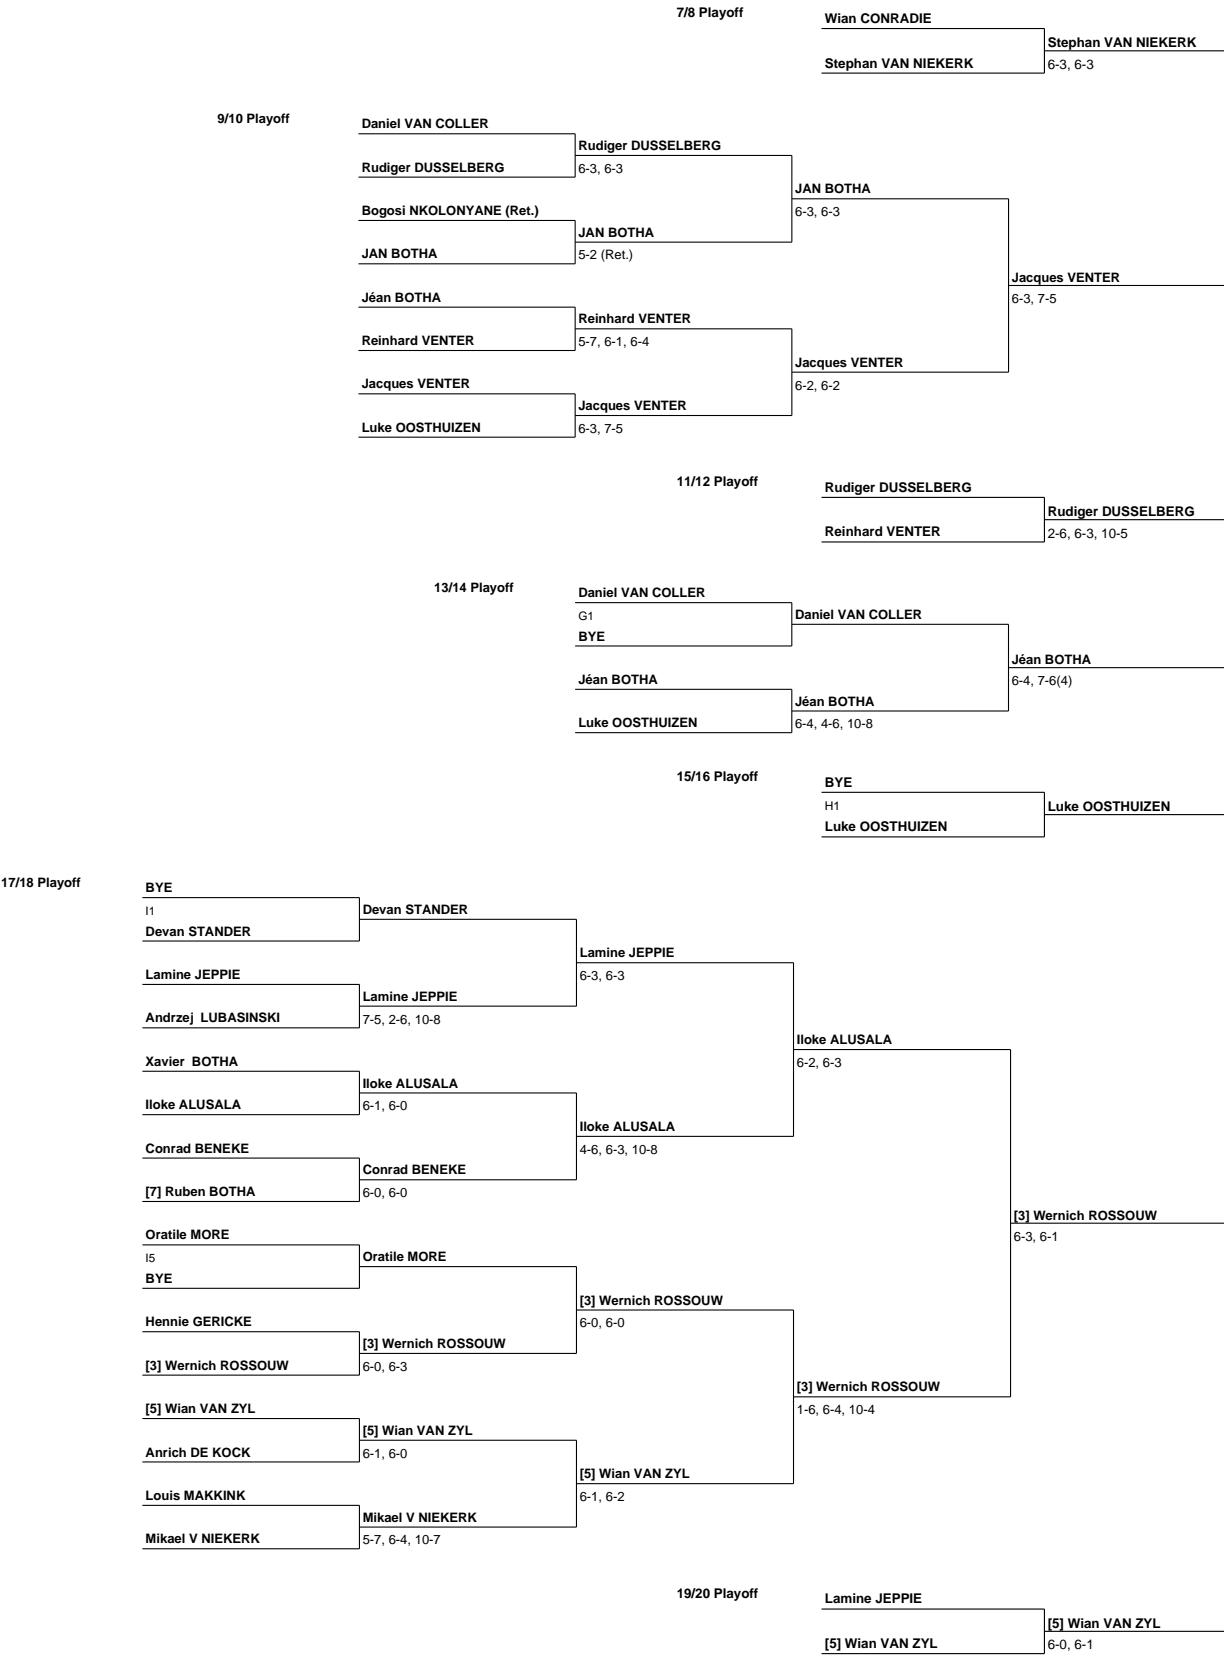 7/8 Playoff
Wian CONRADIE
Stephan VAN NIEKERK
Stephan VAN NIEKERK
6-3, 6-3
9/10 Playoff
Daniel VAN COLLER
Rudiger DUSSELBERG
Rudiger DUSSELBERG
6-3, 6-3
JAN BOTHA
6-3, 6-3
Bogosi NKOLONYANE (Ret.)
JAN BOTHA
JAN BOTHA
5-2 (Ret.)
Jacques VENTER
6-3, 7-5
Jéan BOTHA
Reinhard VENTER
Reinhard VENTER
5-7, 6-1, 6-4
Jacques VENTER
6-2, 6-2
Jacques VENTER
Jacques VENTER
Luke OOSTHUIZEN
6-3, 7-5
11/12 Playoff
Rudiger DUSSELBERG
Rudiger DUSSELBERG
Reinhard VENTER
2-6, 6-3, 10-5
13/14 Playoff
Daniel VAN COLLER
G1
Daniel VAN COLLER
BYE
Jéan BOTHA
6-4, 7-6(4)
Jéan BOTHA
Jéan BOTHA
Luke OOSTHUIZEN
6-4, 4-6, 10-8
15/16 Playoff
BYE
H1
Luke OOSTHUIZEN
Luke OOSTHUIZEN
17/18 Playoff
BYE
I1
Devan STANDER
Devan STANDER
Lamine JEPPIE
6-3, 6-3
Lamine JEPPIE
Lamine JEPPIE
Andrzej LUBASINSKI
7-5, 2-6, 10-8
Iloke ALUSALA
6-2, 6-3
Xavier BOTHA
Iloke ALUSALA
Iloke ALUSALA
6-1, 6-0
Iloke ALUSALA
4-6, 6-3, 10-8
Conrad BENEKE
Conrad BENEKE
[7] Ruben BOTHA
6-0, 6-0
[3] Wernich ROSSOUW
6-3, 6-1
Oratile MORE
I5
Oratile MORE
BYE
[3] Wernich ROSSOUW
6-0, 6-0
Hennie GERICKE
[3] Wernich ROSSOUW
[3] Wernich ROSSOUW
6-0, 6-3
[3] Wernich ROSSOUW
1-6, 6-4, 10-4
[5] Wian VAN ZYL
[5] Wian VAN ZYL
Anrich DE KOCK
6-1, 6-0
[5] Wian VAN ZYL
6-1, 6-2
Louis MAKKINK
Mikael V NIEKERK
Mikael V NIEKERK
5-7, 6-4, 10-7
19/20 Playoff
Lamine JEPPIE
[5] Wian VAN ZYL
[5] Wian VAN ZYL
6-0, 6-1